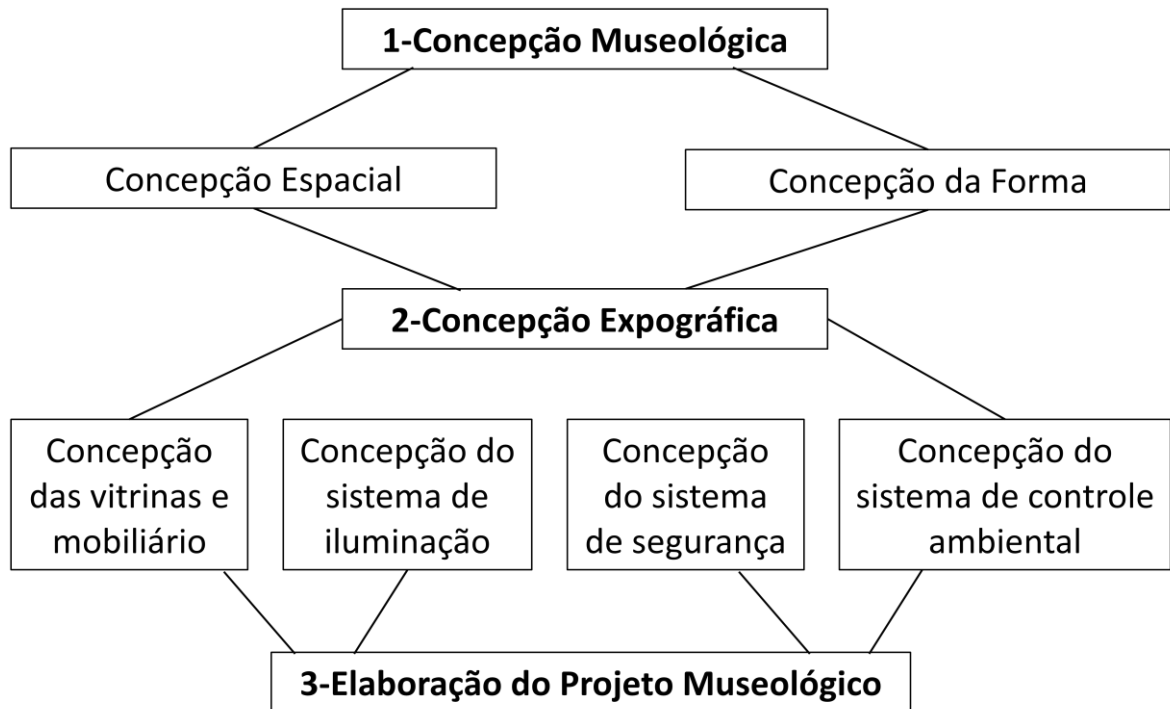 1-Concepção Museológica
Concepção Espacial
Concepção da Forma
2-Concepção Expográfica
Concepção
das vitrinas e
mobiliário
Concepção do
sistema de
iluminação
Concepção
do sistema
de segurança
Concepção do
sistema de controle
ambiental
3-Elaboração do Projeto Museológico